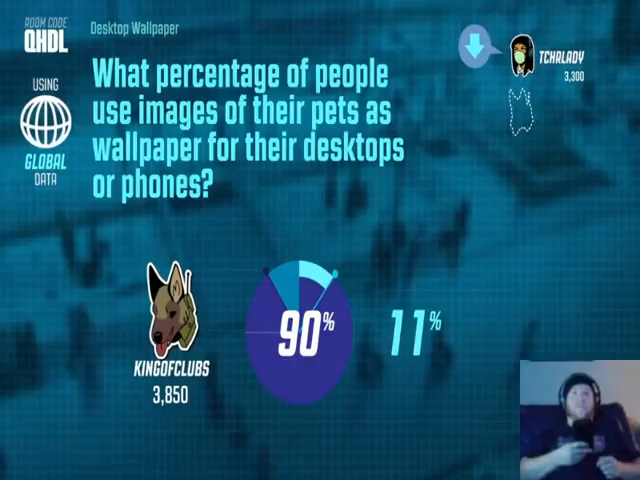 ROOM CODE
QHDL
Desktop Wallpaper
USING
GLOBAL
DATA
What percentage of people
use images of their pets as
wallpaper for their desktops
or phones?
TCHRLADY
3,300
90%
11%
KINGOFCLUBS
3,850